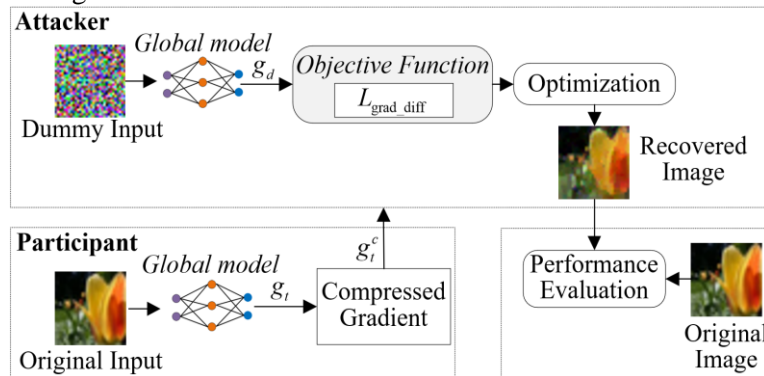 Attacker
Global model
g_d
Dummy Input
Objective Function
L_grad_diff
Optimization
Recovered
Image
Participant
Global model
g_t
Original Input
g_t^c
Compressed
Gradient
Performance
Evaluation
Original
Image